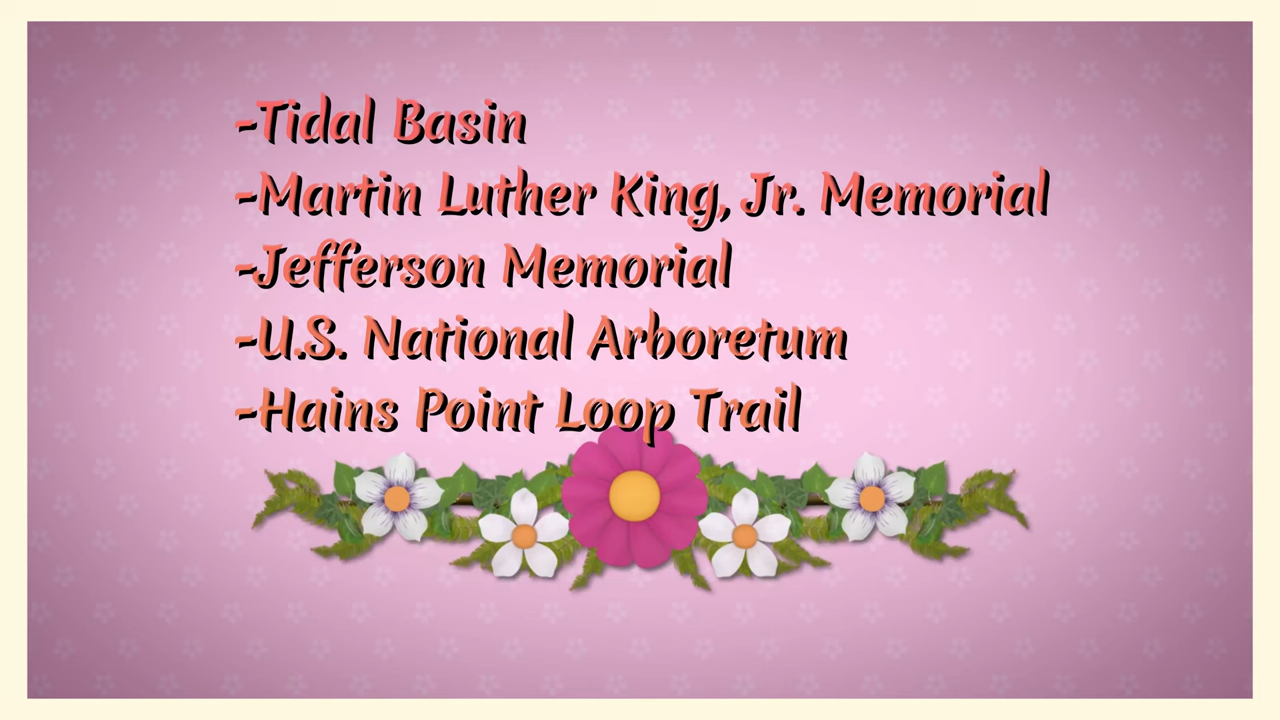 -Tidal Basin
-Martin Luther King, Jr. Memorial
-Jefferson Memorial
-U.S. National Arboretum
-Hains Point Loop Trail